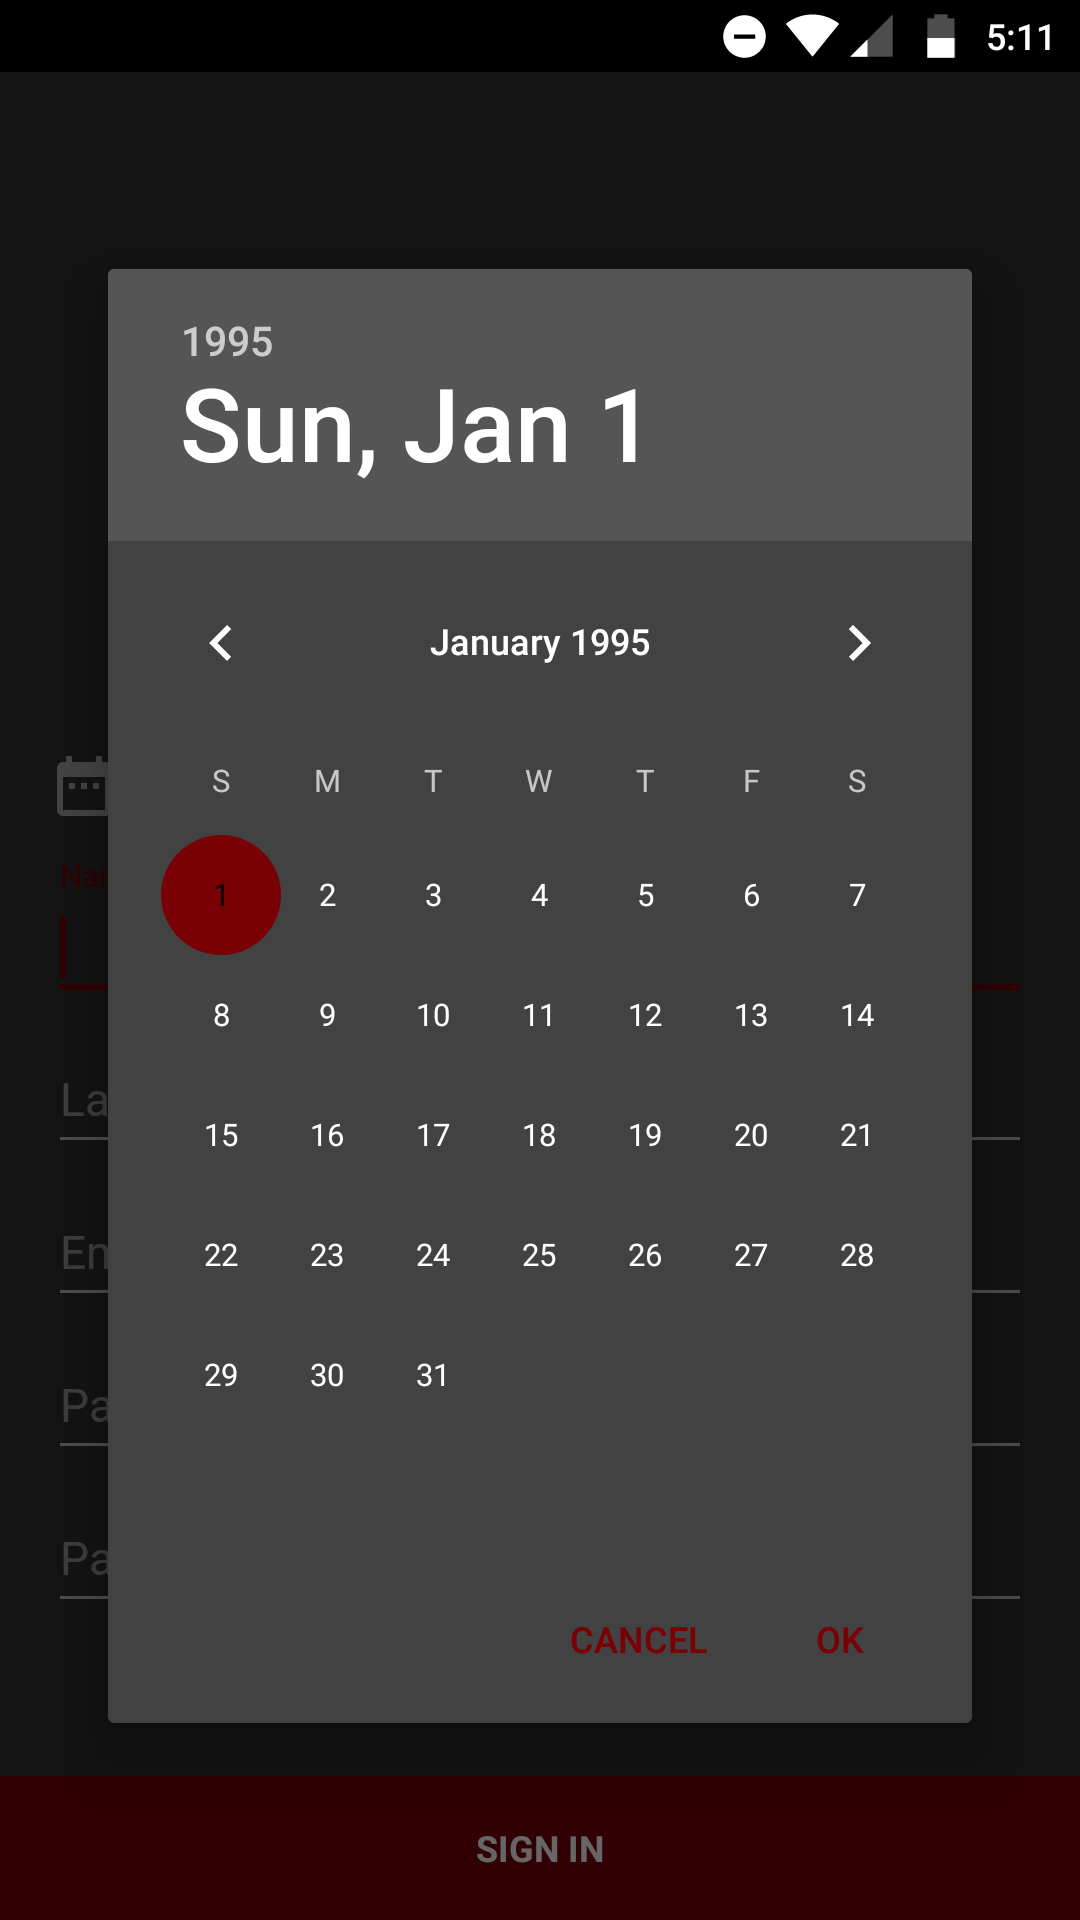 5:11
1995
Sun, Jan 1
January 1995
S M T W T F S
1 2 3 4 5 6 7
8 9 10 11 12 13 14
15 16 17 18 19 20 21
22 23 24 25 26 27 28
29 30 31
CANCEL OK
SIGN IN